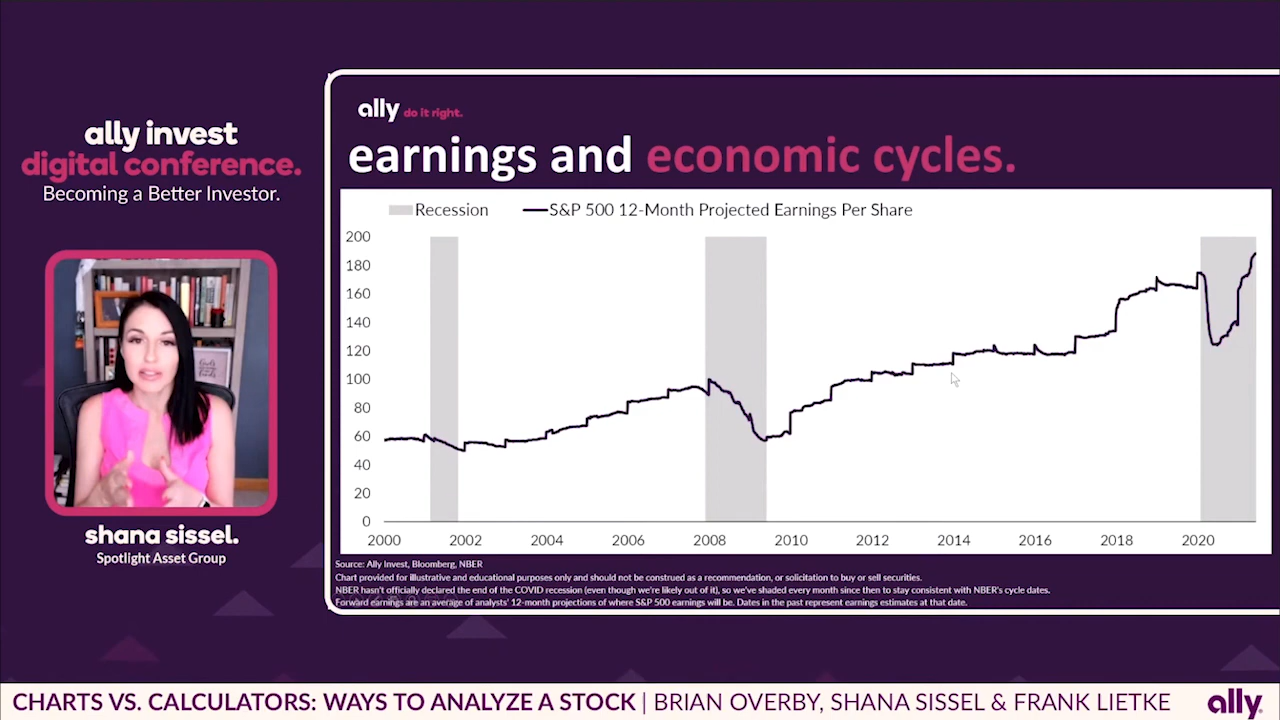 ally invest
digital conference.
Becoming a Better Investor.
shana sissel.
Spotlight Asset Group
ally do it right.
earnings and economic cycles.
Recession S&P 500 12-Month Projected Earnings Per Share
200
180
160
140
120
100
80
60
40
20
0
2000 2002 2004 2006 2008 2010 2012 2014 2016 2018 2020
Source: Ally Invest, Bloomberg, NBER
Chart provided for illustrative and educational purposes only and should not be construed as a recommendation, or solicitation to buy or sell securities.
NBER hasn't officially declared the end of the COVID recession (even though we're likely out of it), so we've shaded every month since then to stay consistent with NBER's cycle dates.
Forward earnings are an average of analysts' 12-month projections of where S&P 500 earnings will be. Dates in the past represent earnings estimates at that date.
CHARTS VS. CALCULATORS: WAYS TO ANALYZE A STOCK | BRIAN OVERBY, SHANA SISSEL & FRANK LIETKE ally.